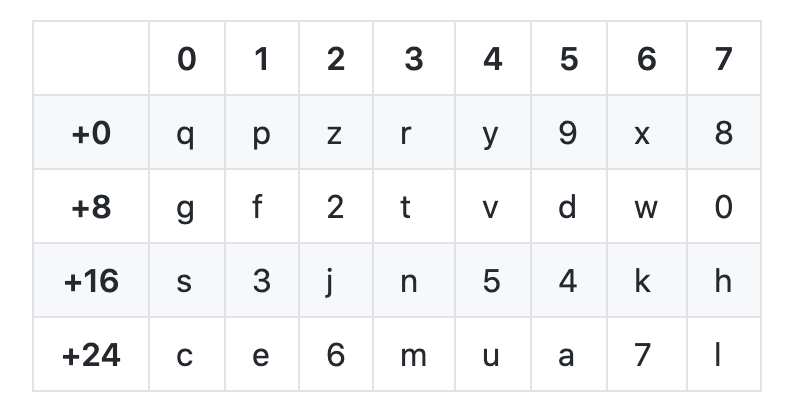 0 1 2 3 4 5 6 7
+0 q p z r y 9 x 8
+8 g f 2 t v d w 0
+16 s 3 j n 5 4 k h
+24 c e 6 m u a 7 l